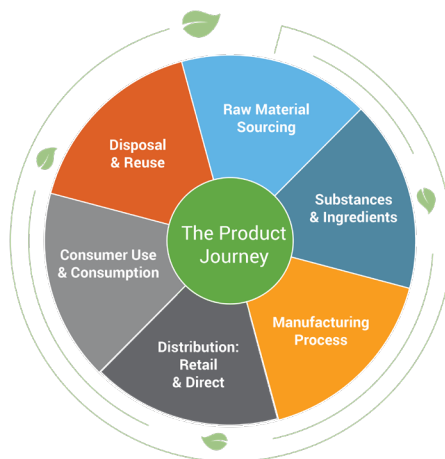 The Product
Journey
Raw Material
Sourcing
Substances
& Ingredients
Manufacturing
Process
Distribution:
Retail
& Direct
Consumer Use
& Consumption
Disposal
& Reuse